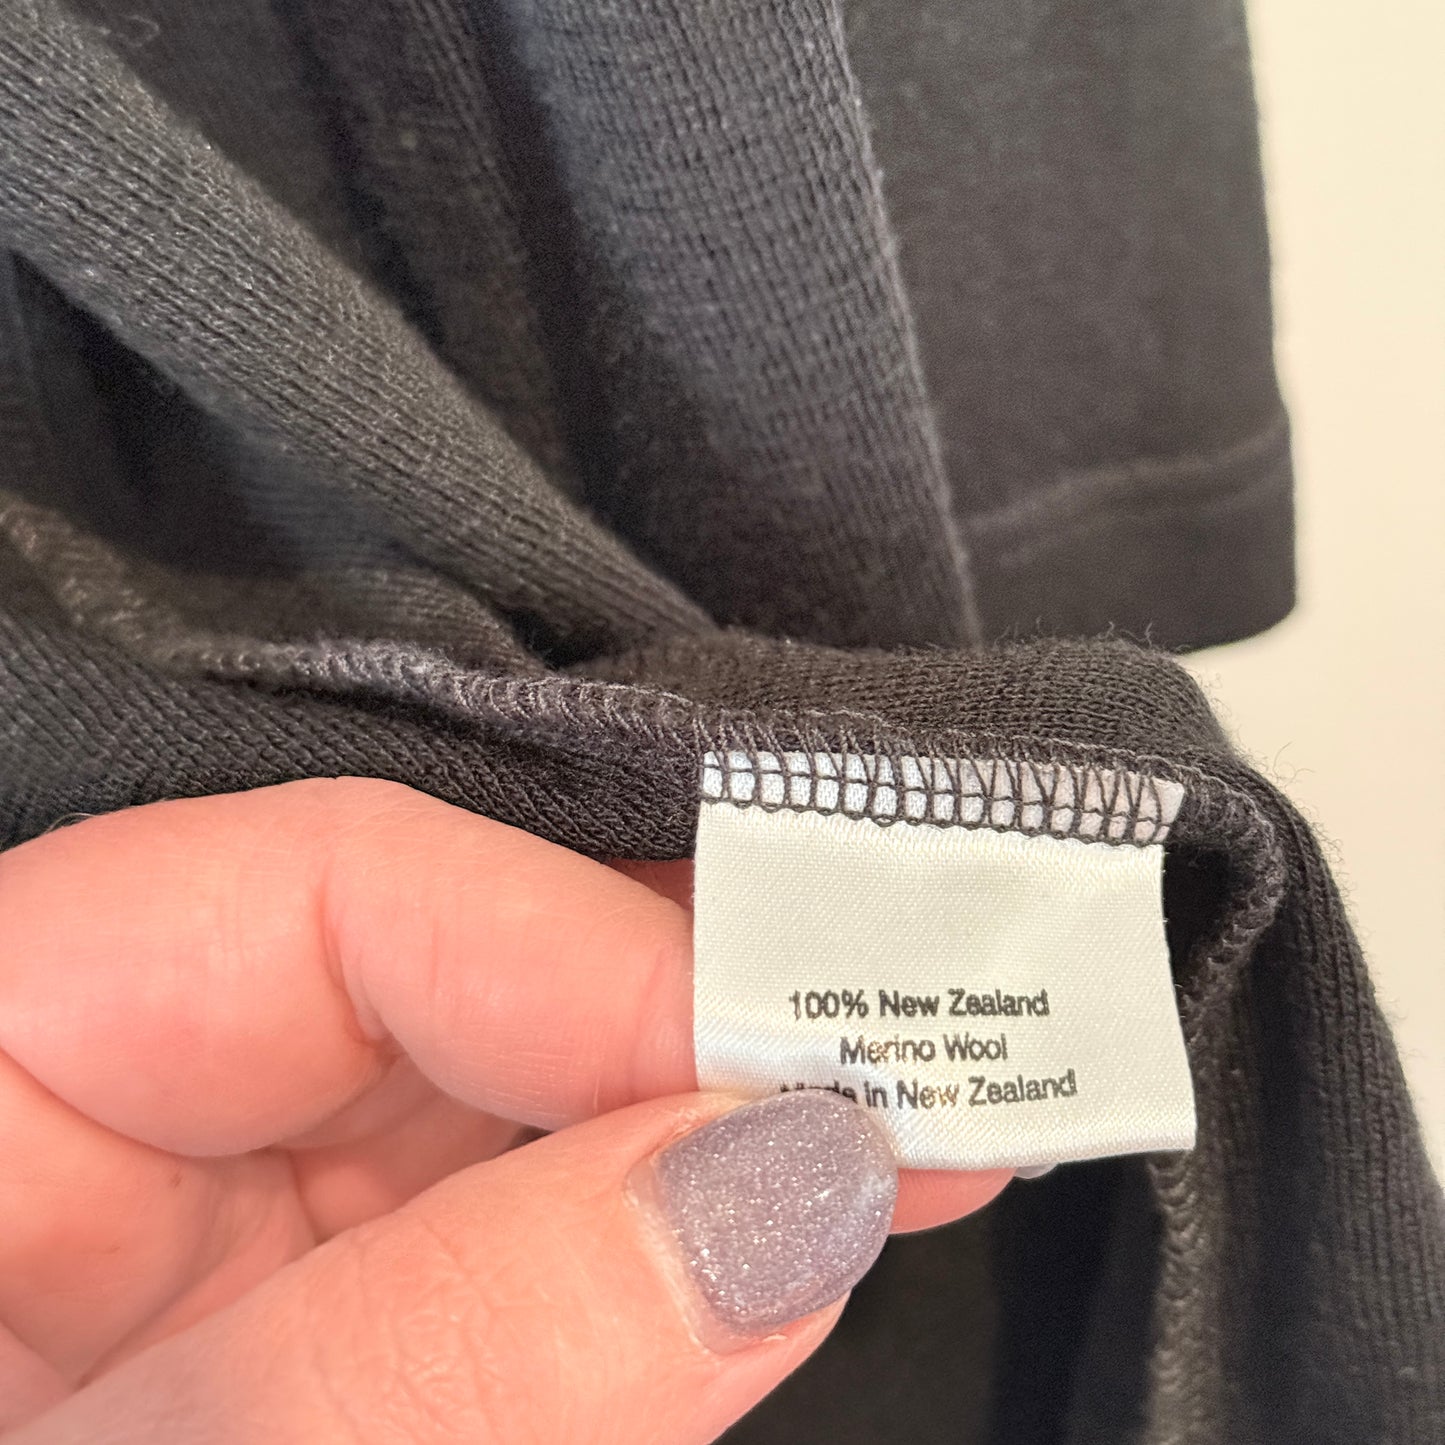 100% New Zealand
Merino Wool
Made in New Zealand